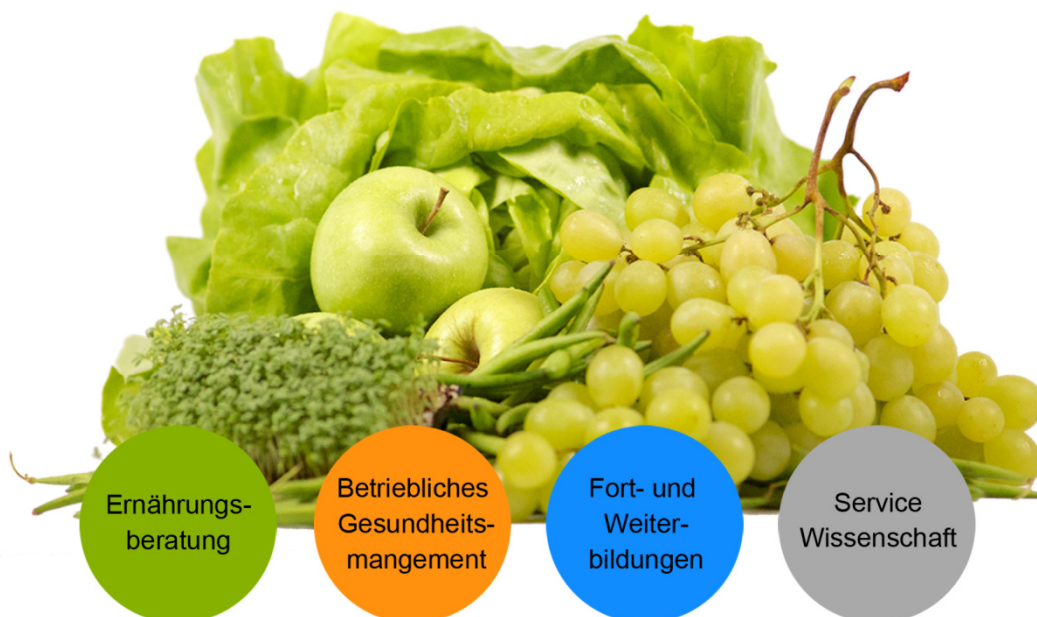 Ernährungs-
beratung
Betriebliches
Gesundheits-
mangement
Fort- und
Weiter-
bildungen
Service
Wissenschaft